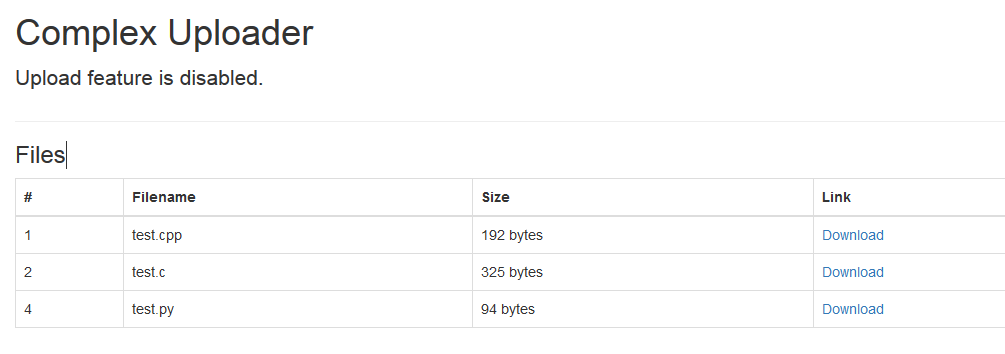 Complex Uploader
Upload feature is disabled.
Files
# Filename Size Link
1 test.cpp 192 bytes Download
2 test.c 325 bytes Download
4 test.py 94 bytes Download